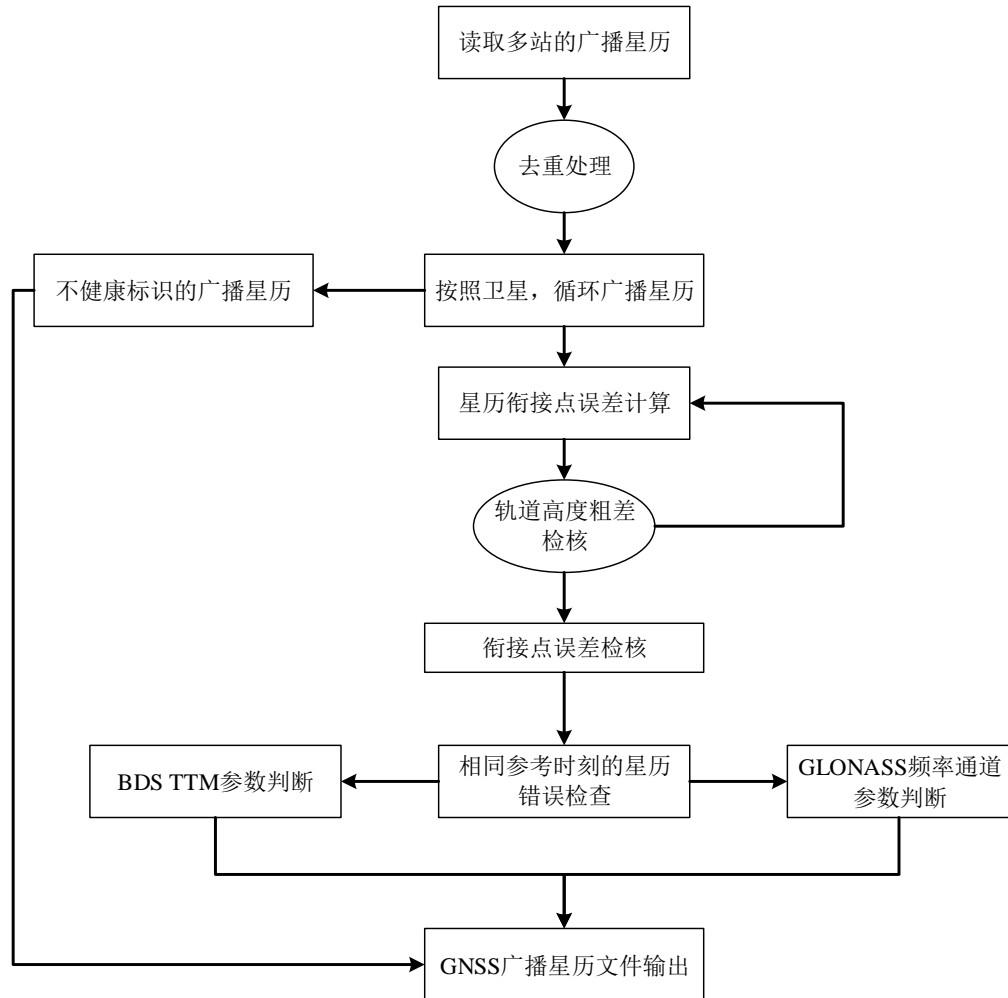 读取多站的广播星历
去重处理
不健康标识的广播星历
按照卫星，循环广播星历
星历衔接点误差计算
轨道高度粗差
检核
衔接点误差检核
BDS TTM参数判断
相同参考时刻的星历
错误检查
GLONASS频率通道
参数判断
GNSS广播星历文件输出